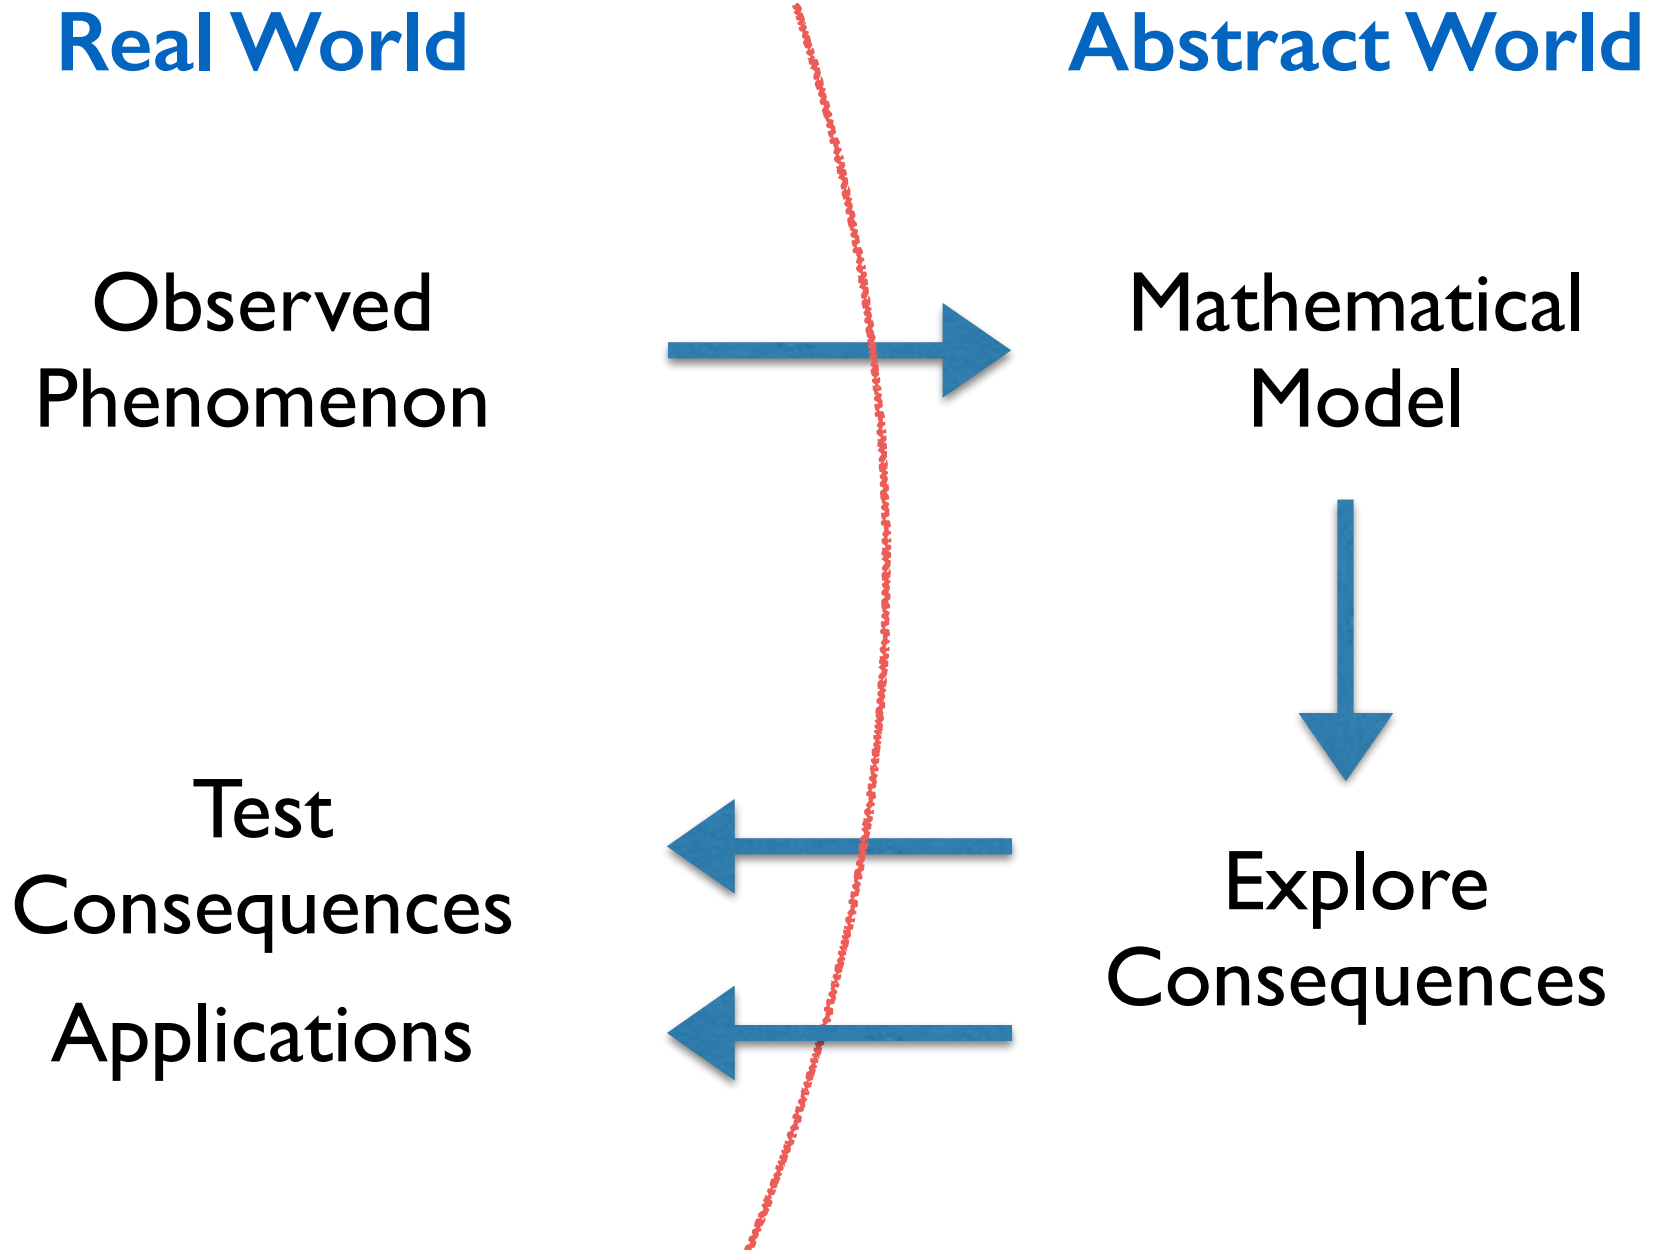 Real World
Abstract World
Observed
Phenomenon
Mathematical
Model
Test
Consequences
Applications
Explore
Consequences